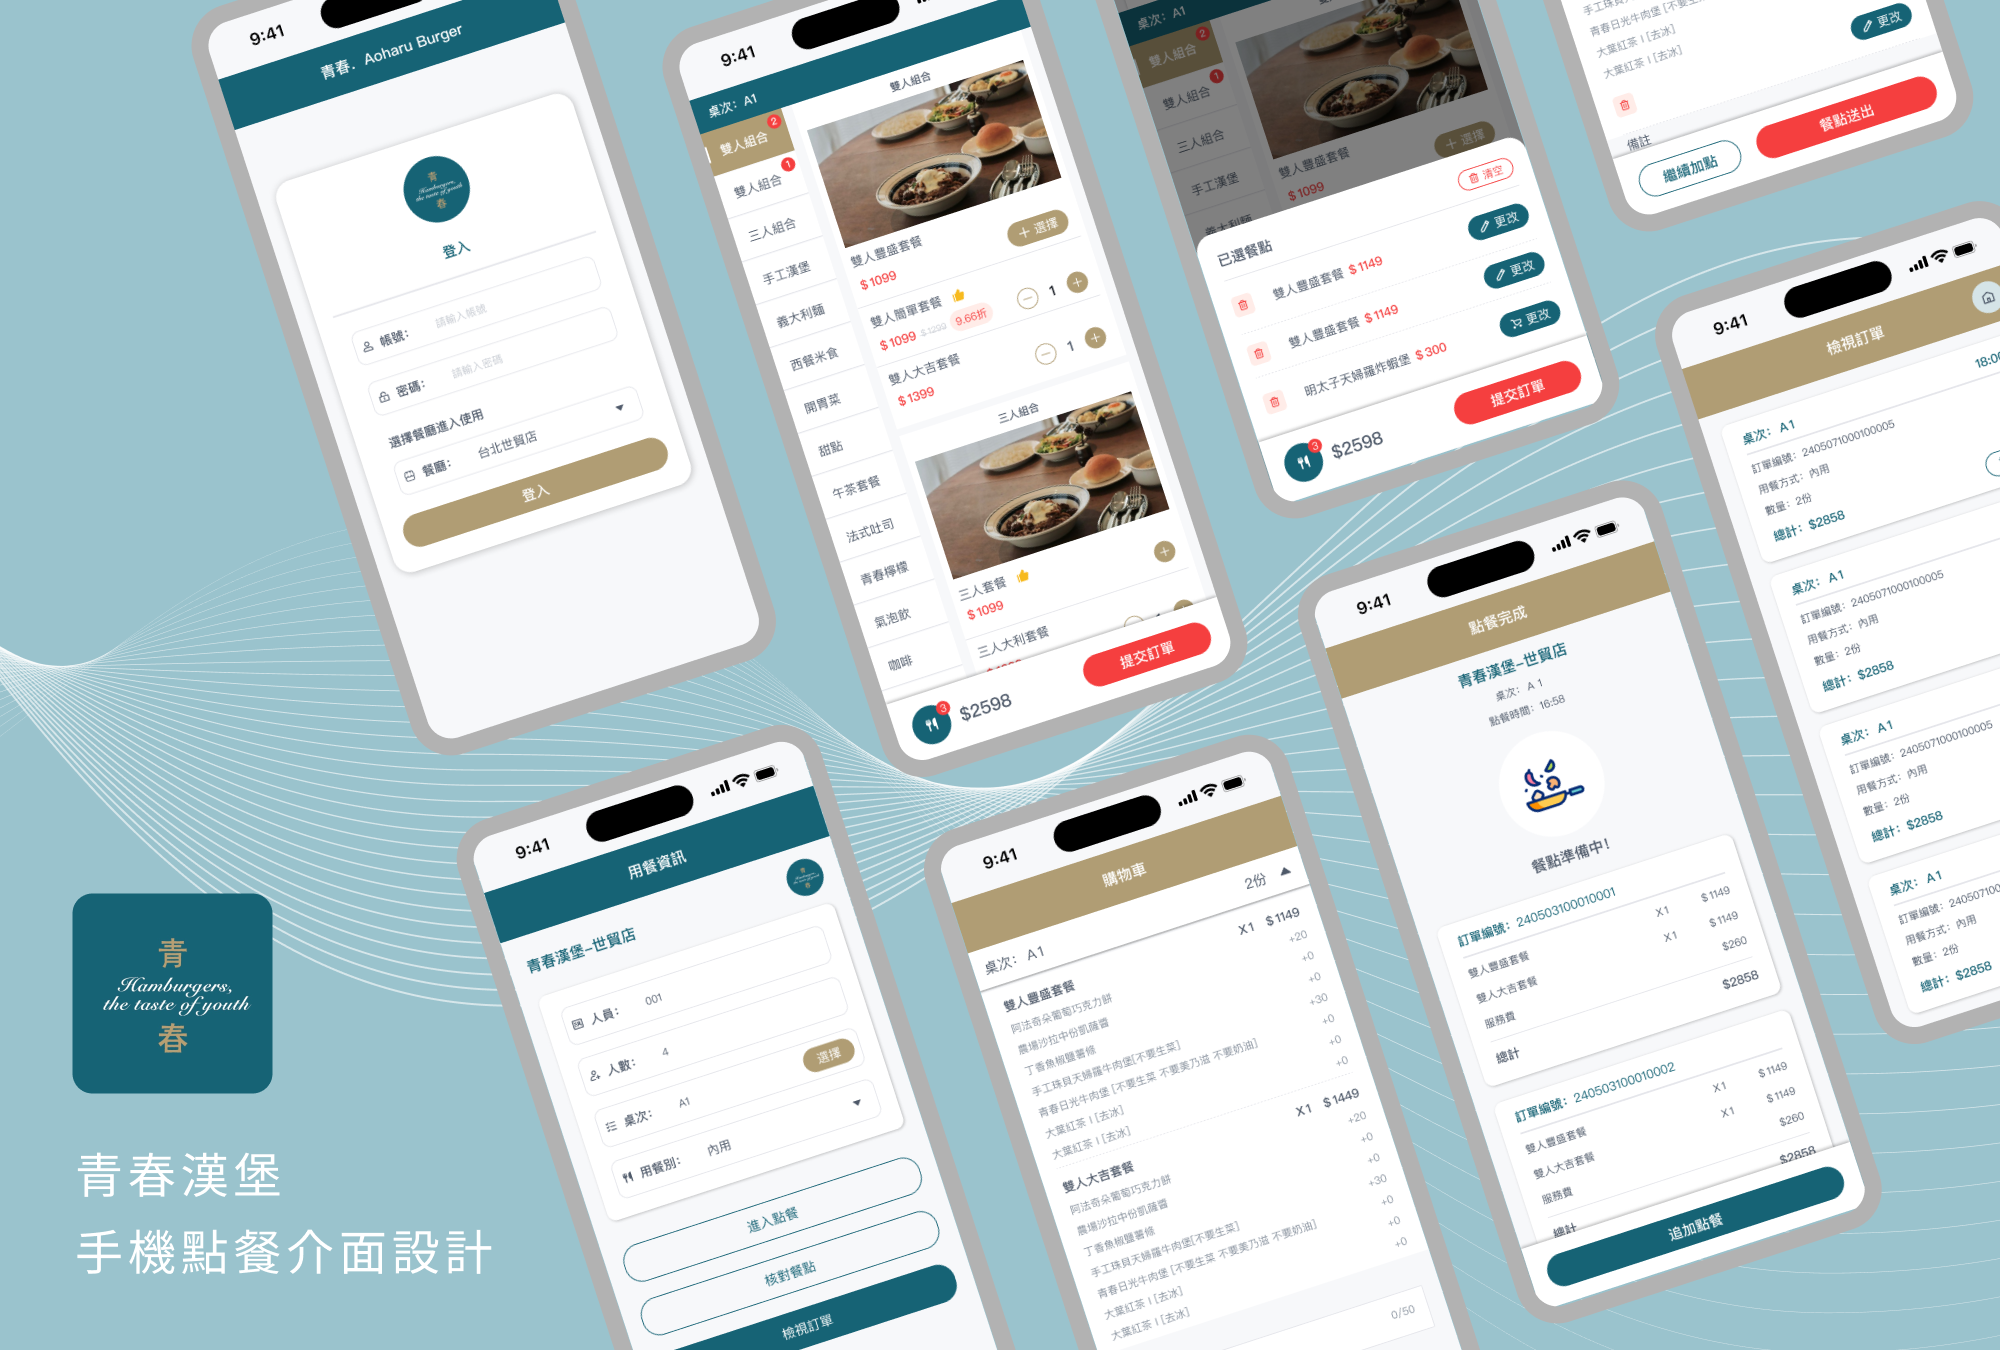 9:41
青春．Aoharu Burger
青
Hamburgers,
the taste of youth
春
登入
帳號： 請輸入帳號
密碼： 請輸入密碼
選擇餐廳進入使用
餐廳： 台北世貿店
登入
9:41
桌次：A1
雙人組合 2
雙人組合 1
三人組合
手工漢堡
義大利麵
西餐米食
開胃菜
甜點
午茶套餐
法式吐司
青春檸檬
氣泡飲
咖啡
雙人組合
雙人豐盛套餐
$1099
＋選擇
雙人簡單套餐
$1099 $1299 9.66折
1
雙人大吉套餐
$1399
1
三人組合
三人套餐
$1099
三人大利套餐
3 $2598
提交訂單
桌次：A1
雙人組合 2
雙人組合 1
三人組合
手工漢堡
義大利麵
雙人豐盛套餐
$1099
＋選擇
已選餐點
清空
雙人豐盛套餐 $1149 更改
雙人豐盛套餐 $1149 更改
明太子天婦羅炸蝦堡 $300 更改
3 $2598
提交訂單
青春日光牛肉堡
大葉紅茶 I [去冰]
大葉紅茶 I [去冰]
更改
備註
繼續加點
餐點送出
9:41
檢視訂單
18:00
桌次：A1
訂單編號：2405071000100005
用餐方式：內用
數量：2份
總計：$2858
桌次：A1
訂單編號：2405071000100005
用餐方式：內用
數量：2份
總計：$2858
桌次：A1
訂單編號：2405071000100005
用餐方式：內用
數量：2份
總計：$2858
桌次：A1
訂單編號：24050710
用餐方式：內用
數量：2份
總計：$2858
9:41
點餐完成
青春漢堡–世貿店
桌次：A 1
點餐時間：16:58
餐點準備中！
訂單編號：240503100010001
雙人豐盛套餐 X1 $1149
雙人大吉套餐 X1 $1149
服務費 $260
總計 $2858
訂單編號：240503100010002
雙人豐盛套餐 X1 $1149
雙人大吉套餐 X1 $1149
服務費 $260
總計 $2858
追加點餐
9:41
用餐資訊
青
春
青春漢堡–世貿店
人員： 001
人數： 4
桌次： A1 選擇
用餐別： 內用
進入點餐
核對餐點
檢視訂單
9:41
購物車
桌次：A1 2份
雙人豐盛套餐 X1 $1149
阿法奇朵葡萄巧克力餅 +20
農場沙拉中份凱薩醬 +0
丁香魚椒鹽薯條 +0
手工珠貝天婦羅牛肉堡[不要生菜] +30
青春日光牛肉堡 [不要生菜 不要美乃滋 不要奶油] +0
大葉紅茶 I [去冰] +0
大葉紅茶 I [去冰] +0
雙人大吉套餐 X1 $1449
阿法奇朵葡萄巧克力餅 +20
農場沙拉中份凱薩醬 +0
丁香魚椒鹽薯條 +0
手工珠貝天婦羅牛肉堡[不要生菜] +30
青春日光牛肉堡 [不要生菜 不要美乃滋 不要奶油] +0
大葉紅茶 I [去冰] +0
大葉紅茶 I [去冰] +0
0/50
青
Hamburgers,
the taste of youth
春
青春漢堡
手機點餐介面設計